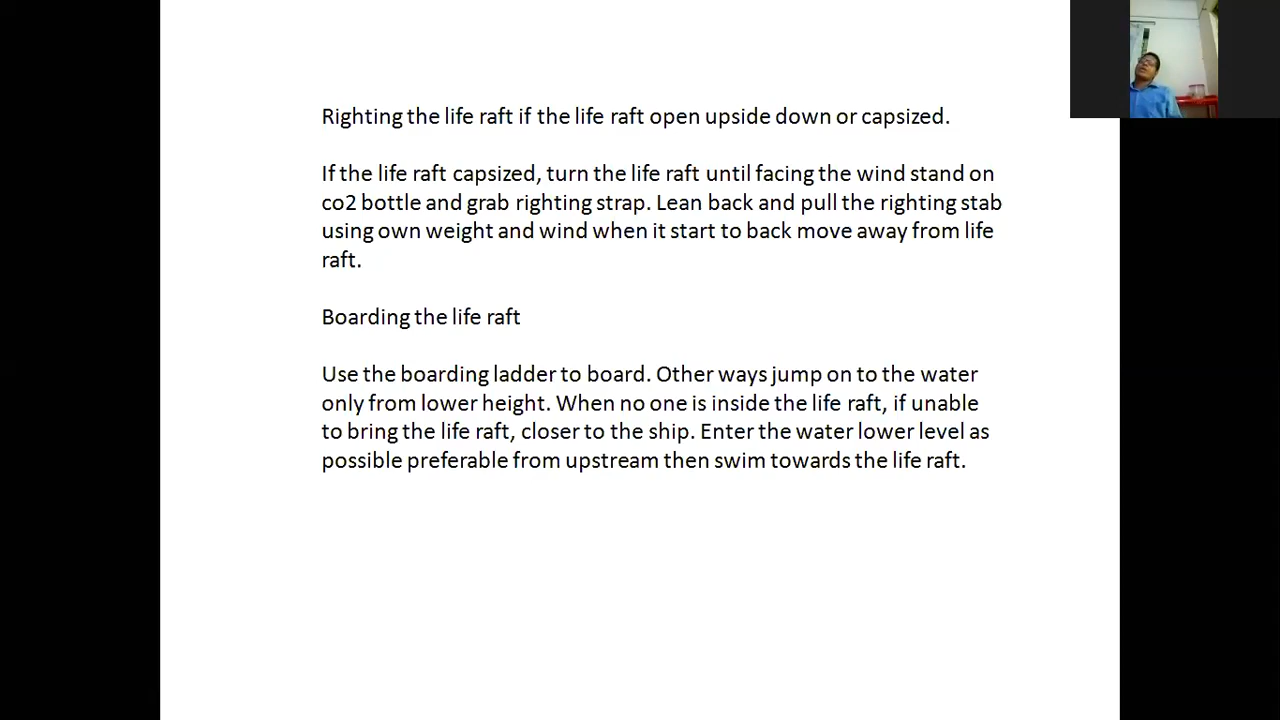 Righting the life raft if the life raft open upside down or capsized.
If the life raft capsized, turn the life raft until facing the wind stand on
co2 bottle and grab righting strap. Lean back and pull the righting stab
using own weight and wind when it start to back move away from life
raft.
Boarding the life raft
Use the boarding ladder to board. Other ways jump on to the water
only from lower height. When no one is inside the life raft, if unable
to bring the life raft, closer to the ship. Enter the water lower level as
possible preferable from upstream then swim towards the life raft.